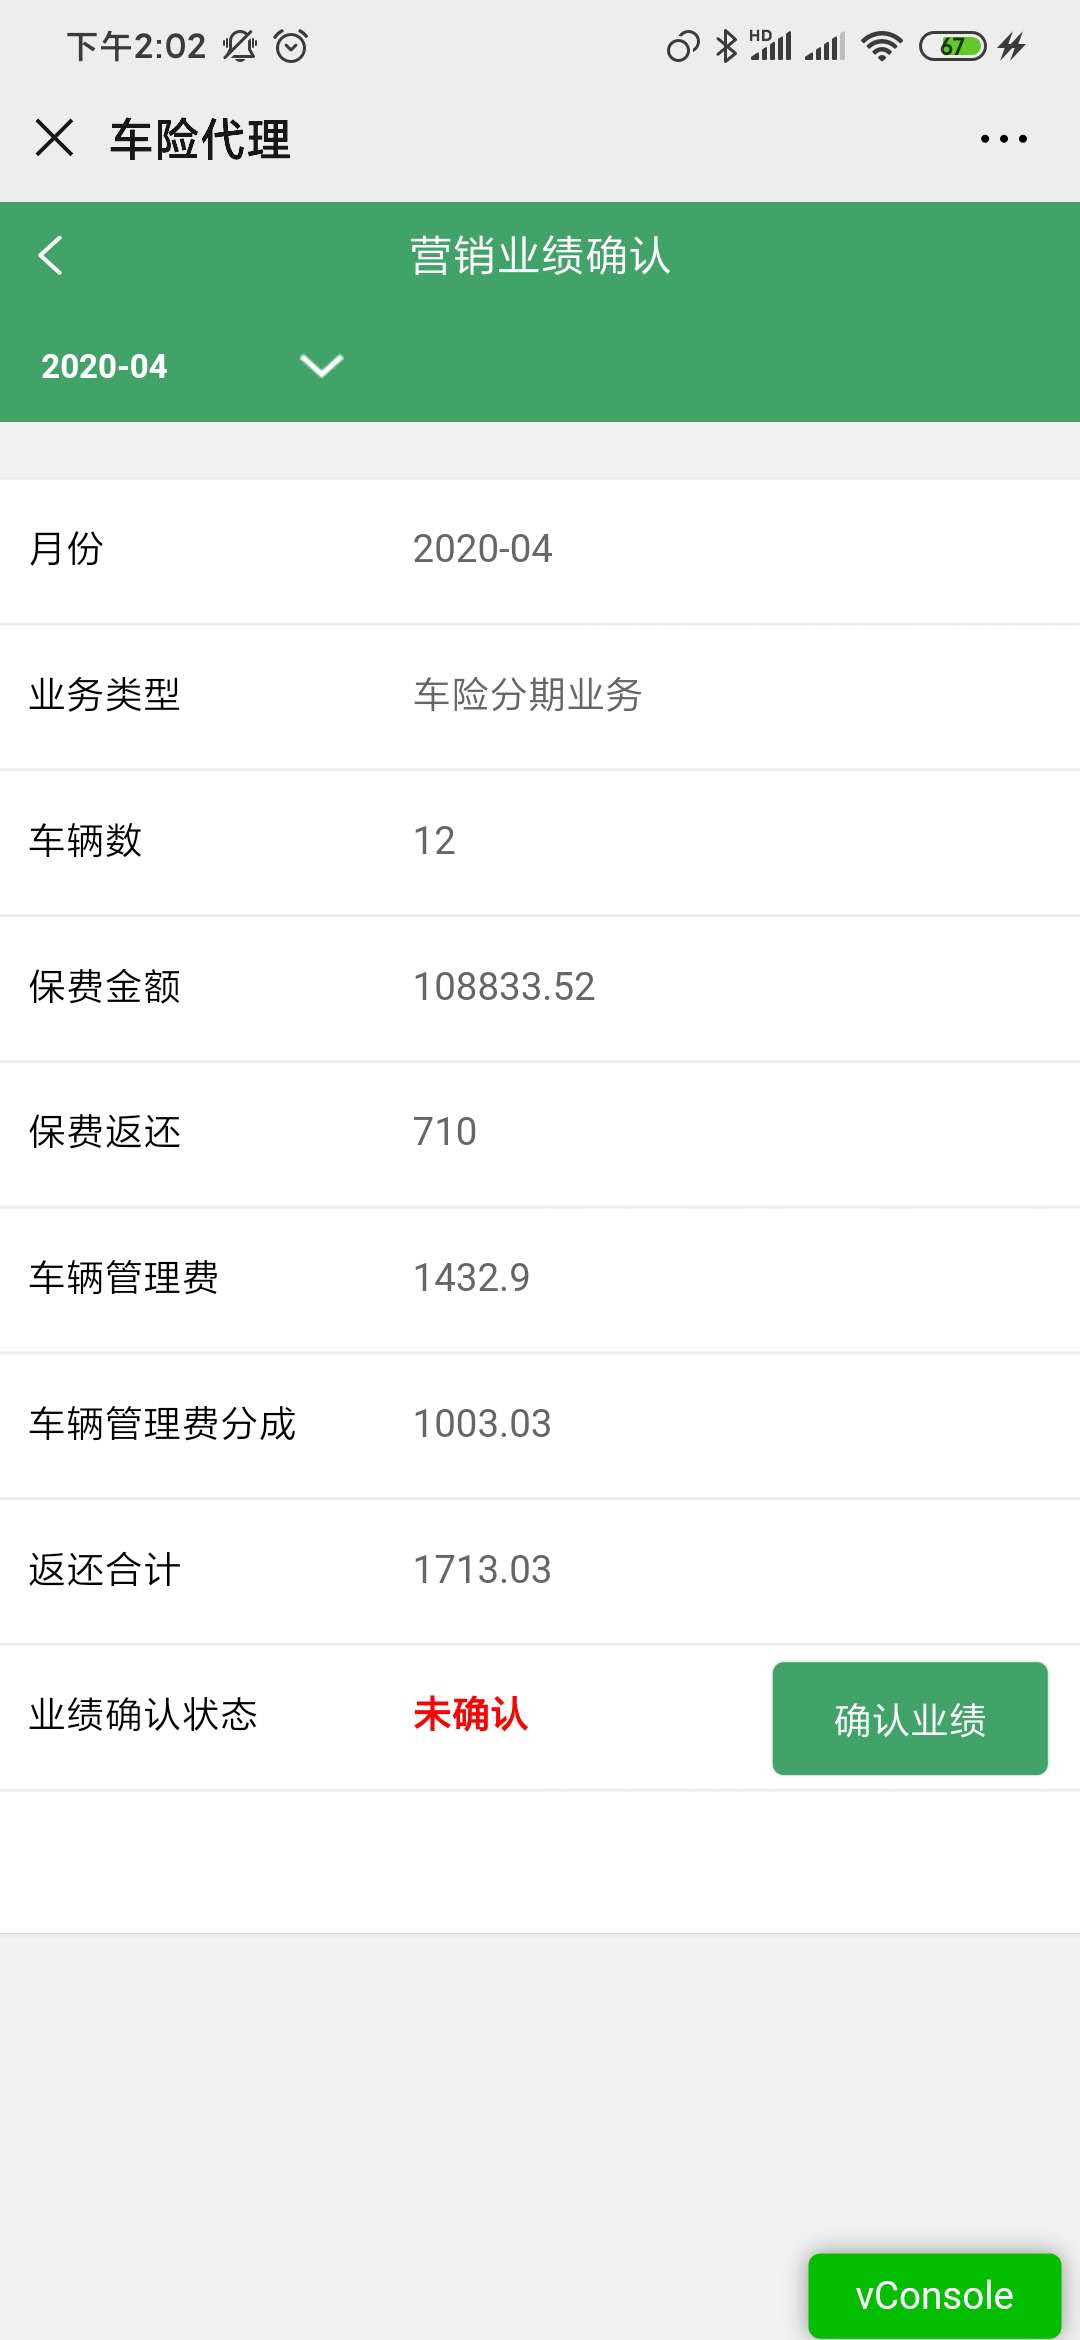 下午2:02 HD 67
车险代理
营销业绩确认
2020-04
月份 2020-04
业务类型 车险分期业务
车辆数 12
保费金额 108833.52
保费返还 710
车辆管理费 1432.9
车辆管理费分成 1003.03
返还合计 1713.03
业绩确认状态 未确认 确认业绩
vConsole